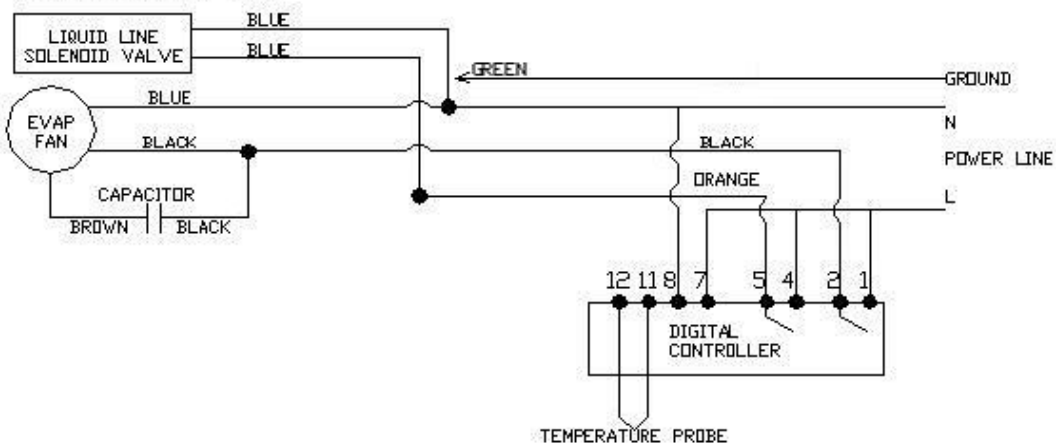 BLUE
LIQUID LINE
SOLENOID VALVE
BLUE
GREEN
GROUND
BLUE
N
EVAP
FAN
BLACK
BLACK
POWER LINE
ORANGE
CAPACITOR
L
BROWN
BLACK
12 11 8 7 5 4 2 1
DIGITAL
CONTROLLER
TEMPERATURE PROBE